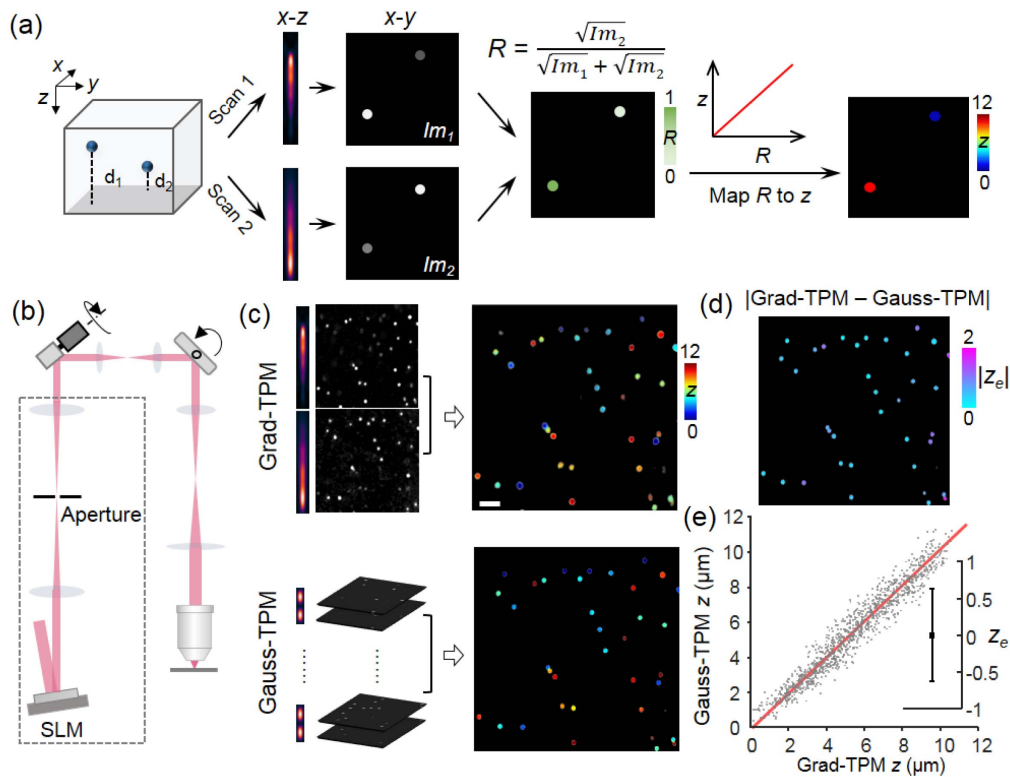 (a)
x-z
x-y
R = √Im₂ / √Im₁ + √Im₂
x
y
z
d₁
d₂
Scan 1
Scan 2
Im₁
Im₂
1
R
0
z
R
Map R to z
12
z
0
(b)
Aperture
SLM
(c)
Grad-TPM
12
z
0
Gauss-TPM
(d)
|Grad-TPM – Gauss-TPM|
2
|zₑ|
0
(e)
12
10
8
6
4
2
0
Gauss-TPM z (µm)
0 2 4 6 8 10 12
Grad-TPM z (µm)
1
0.5
0
-0.5
-1
zₑ